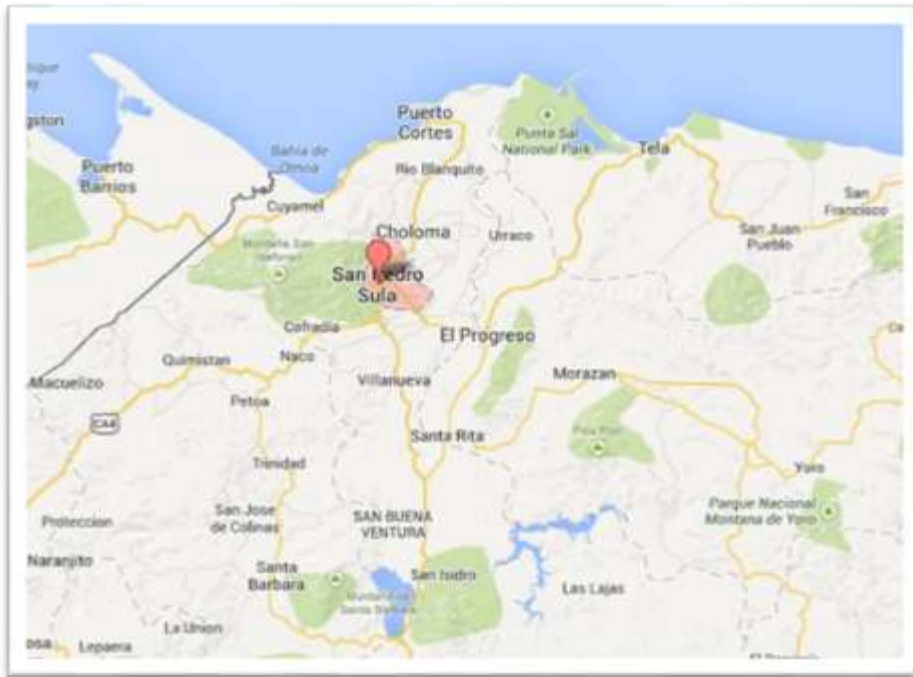 gston
Puerto
Barrios
Bahia de
Omoa
Cuyamel
Puerto
Cortes
Rio Blanquito
Punta Sal
National Park
Tela
San
Francisco
San Juan
Pueblo
Choloma
Urraco
San Pedro
Sula
Cofradia
El Progreso
Naco
Quimistan
Macuelizo
Petoa
Villanueva
Morazan
CA4
Santa Rita
Trinidad
Yoro
San Jose
de Colinas
SAN BUENA
VENTURA
Parque Nacional
Montana de Yoro
Proteccion
Naranjito
Santa
Barbara
San Isidro
Las Lajas
La Union
Lepaera
osa